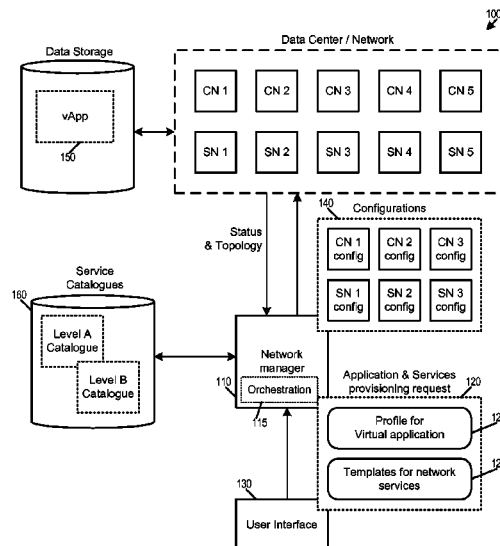 100
Data Storage
Data Center / Network
vApp
150
CN 1
CN 2
CN 3
CN 4
CN 5
SN 1
SN 2
SN 3
SN 4
SN 5
Status
& Topology
140
Configurations
CN 1
config
CN 2
config
CN 3
config
SN 1
config
SN 2
config
SN 3
config
Service
Catalogues
160
Level A
Catalogue
Level B
Catalogue
Network
manager
110
Orchestration
115
Application & Services
provisioning request
120
Profile for
Virtual application
Templates for network
services
130
User Interface